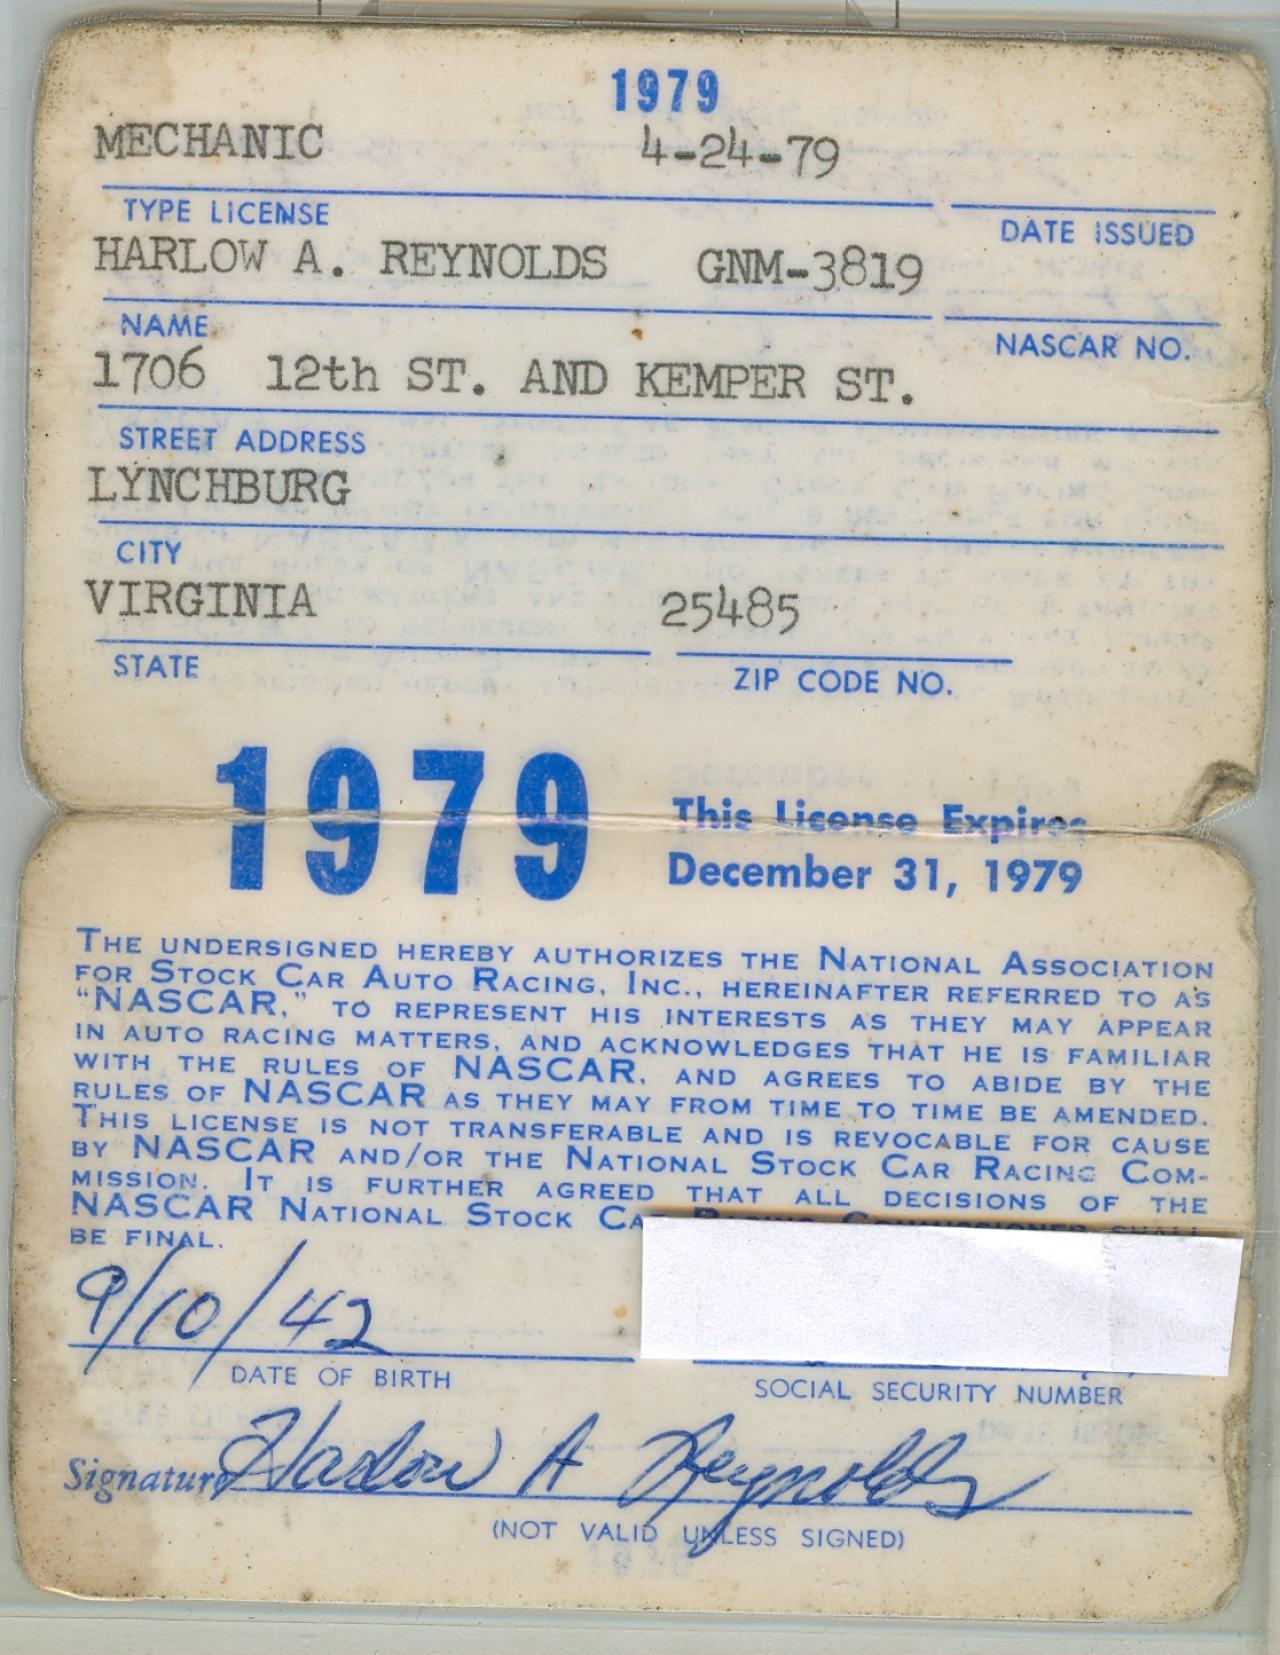 1979
MECHANIC 4-24-79
TYPE LICENSE DATE ISSUED
HARLOW A. REYNOLDS GNM-3819
NAME NASCAR NO.
1706 12th ST. AND KEMPER ST.
STREET ADDRESS
LYNCHBURG
CITY
VIRGINIA 25485
STATE ZIP CODE NO.
1979 This License Expires
December 31, 1979
THE UNDERSIGNED HEREBY AUTHORIZES THE NATIONAL ASSOCIATION
FOR STOCK CAR AUTO RACING, INC., HEREINAFTER REFERRED TO AS
"NASCAR," TO REPRESENT HIS INTERESTS AS THEY MAY APPEAR
IN AUTO RACING MATTERS, AND ACKNOWLEDGES THAT HE IS FAMILIAR
WITH THE RULES OF NASCAR, AND AGREES TO ABIDE BY THE
RULES OF NASCAR AS THEY MAY FROM TIME TO TIME BE AMENDED.
THIS LICENSE IS NOT TRANSFERABLE AND IS REVOCABLE FOR CAUSE
BY NASCAR AND/OR THE NATIONAL STOCK CAR RACING COM-
MISSION. IT IS FURTHER AGREED THAT ALL DECISIONS OF THE
NASCAR NATIONAL STOCK CAR RACING COMMISSIONER SHALL
BE FINAL.
9/10/42
DATE OF BIRTH SOCIAL SECURITY NUMBER
Signature Harlow A Reynolds
(NOT VALID UNLESS SIGNED)